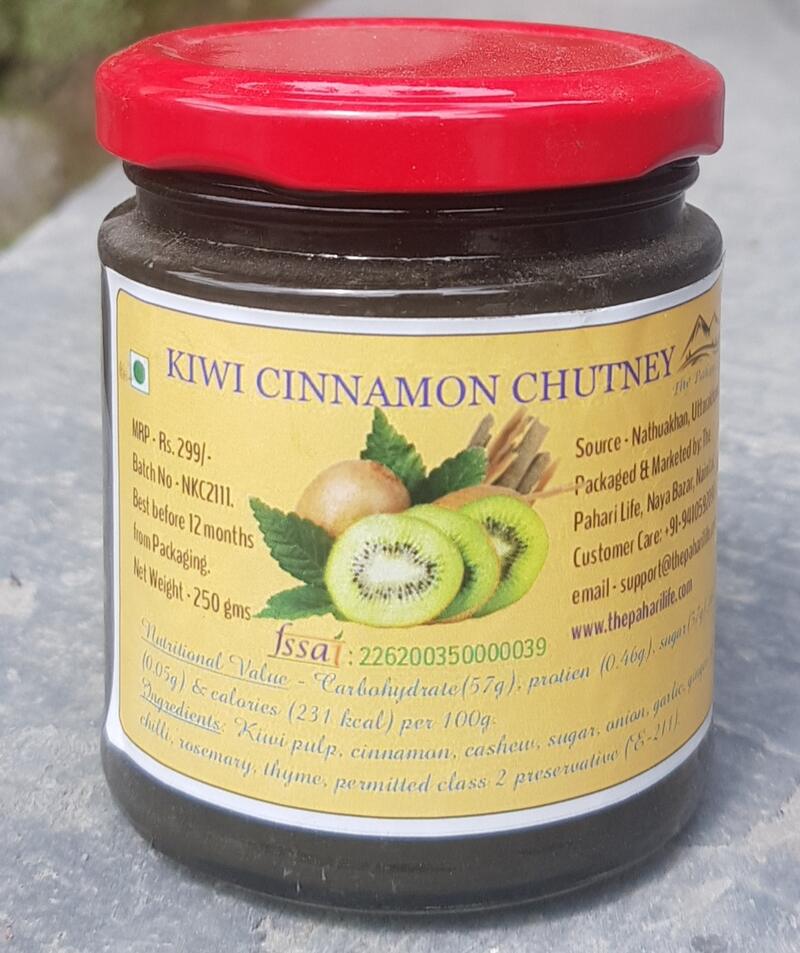 KIWI CINNAMON CHUTNEY
The
MRP - Rs. 299/-
Batch No - NKC2111.
Best before 12 months
from Packaging.
Net Weight - 250 gms
Source - Nathuakhan,
Packaged & Marketed by- The
Pahari Life, Naya Bazar,
Customer Care: +91-
email - support@thepaharilife.
www.thepaharilife.com
fssai : 226200350000039
Nutritional Value - Carbohydrate(57g), protien (0.46g), sugar
(0.05g) & calories (231 kcal) per 100g.
Ingredients: Kiwi pulp, cinnamon, cashew, sugar, onion, garlic,
chilli, rosemary, thyme, permitted class 2 preservative (E-211).